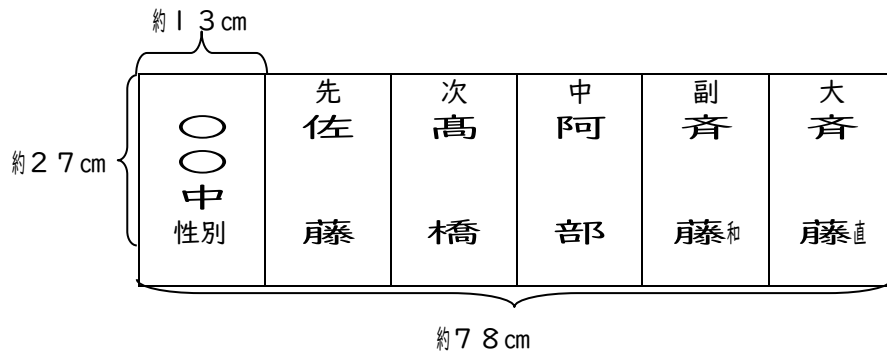 約13cm
約27cm
○○中
性別
先
佐藤
次
髙橋
中
阿部
副
斉藤和
大
斉藤直
約78cm